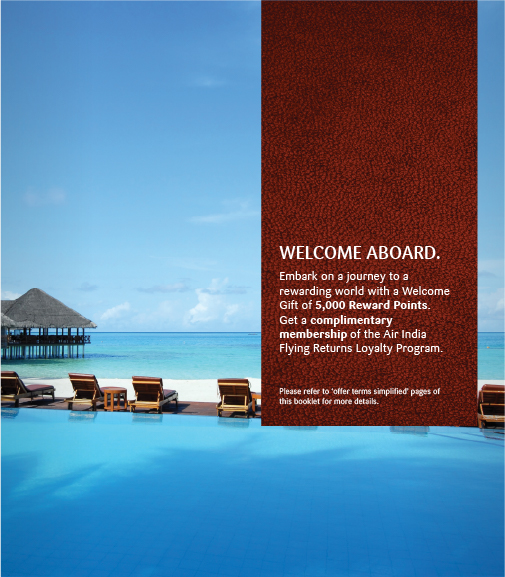 WELCOME ABOARD.
Embark on a journey to a
rewarding world with a Welcome
Gift of 5,000 Reward Points.
Get a complimentary
membership of the Air India
Flying Returns Loyalty Program.
Please refer to 'offer terms simplified' pages of
this booklet for more details.